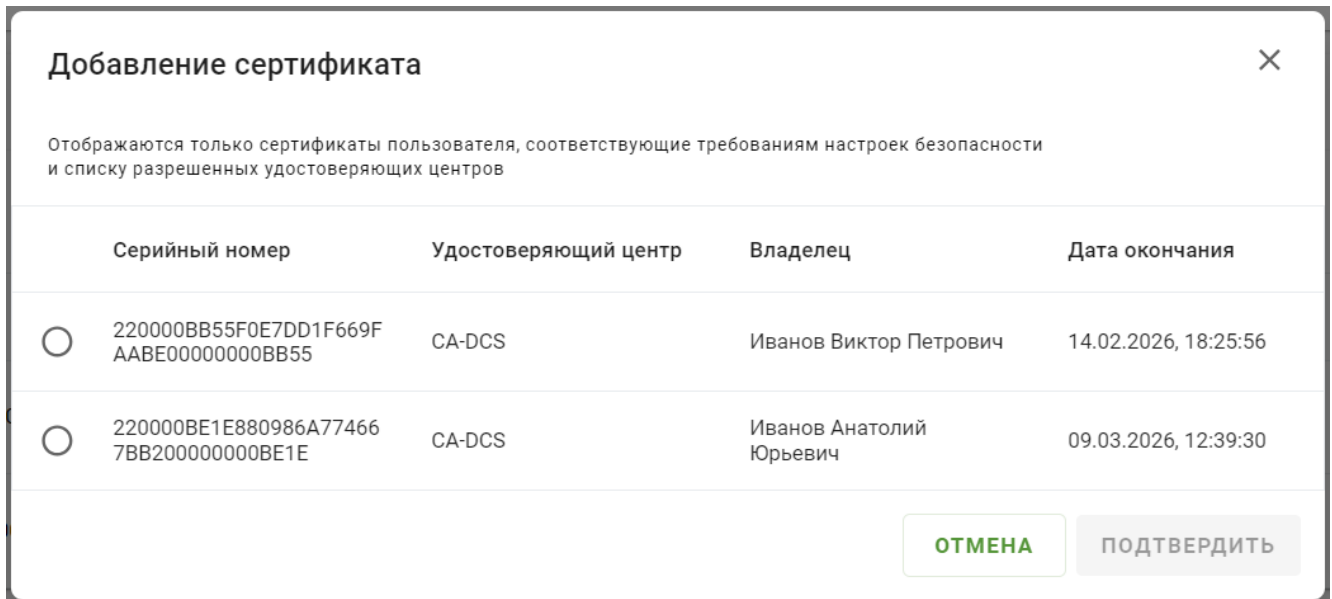 Добавление сертификата
Отображаются только сертификаты пользователя, соответствующие требованиям настроек безопасности
и списку разрешенных удостоверяющих центров
Серийный номер Удостоверяющий центр Владелец Дата окончания
220000BB55F0E7DD1F669F
AABE00000000BB55 CA-DCS Иванов Виктор Петрович 14.02.2026, 18:25:56
220000BE1E880986A77466
7BB200000000BE1E CA-DCS Иванов Анатолий
Юрьевич 09.03.2026, 12:39:30
ОТМЕНА ПОДТВЕРДИТЬ